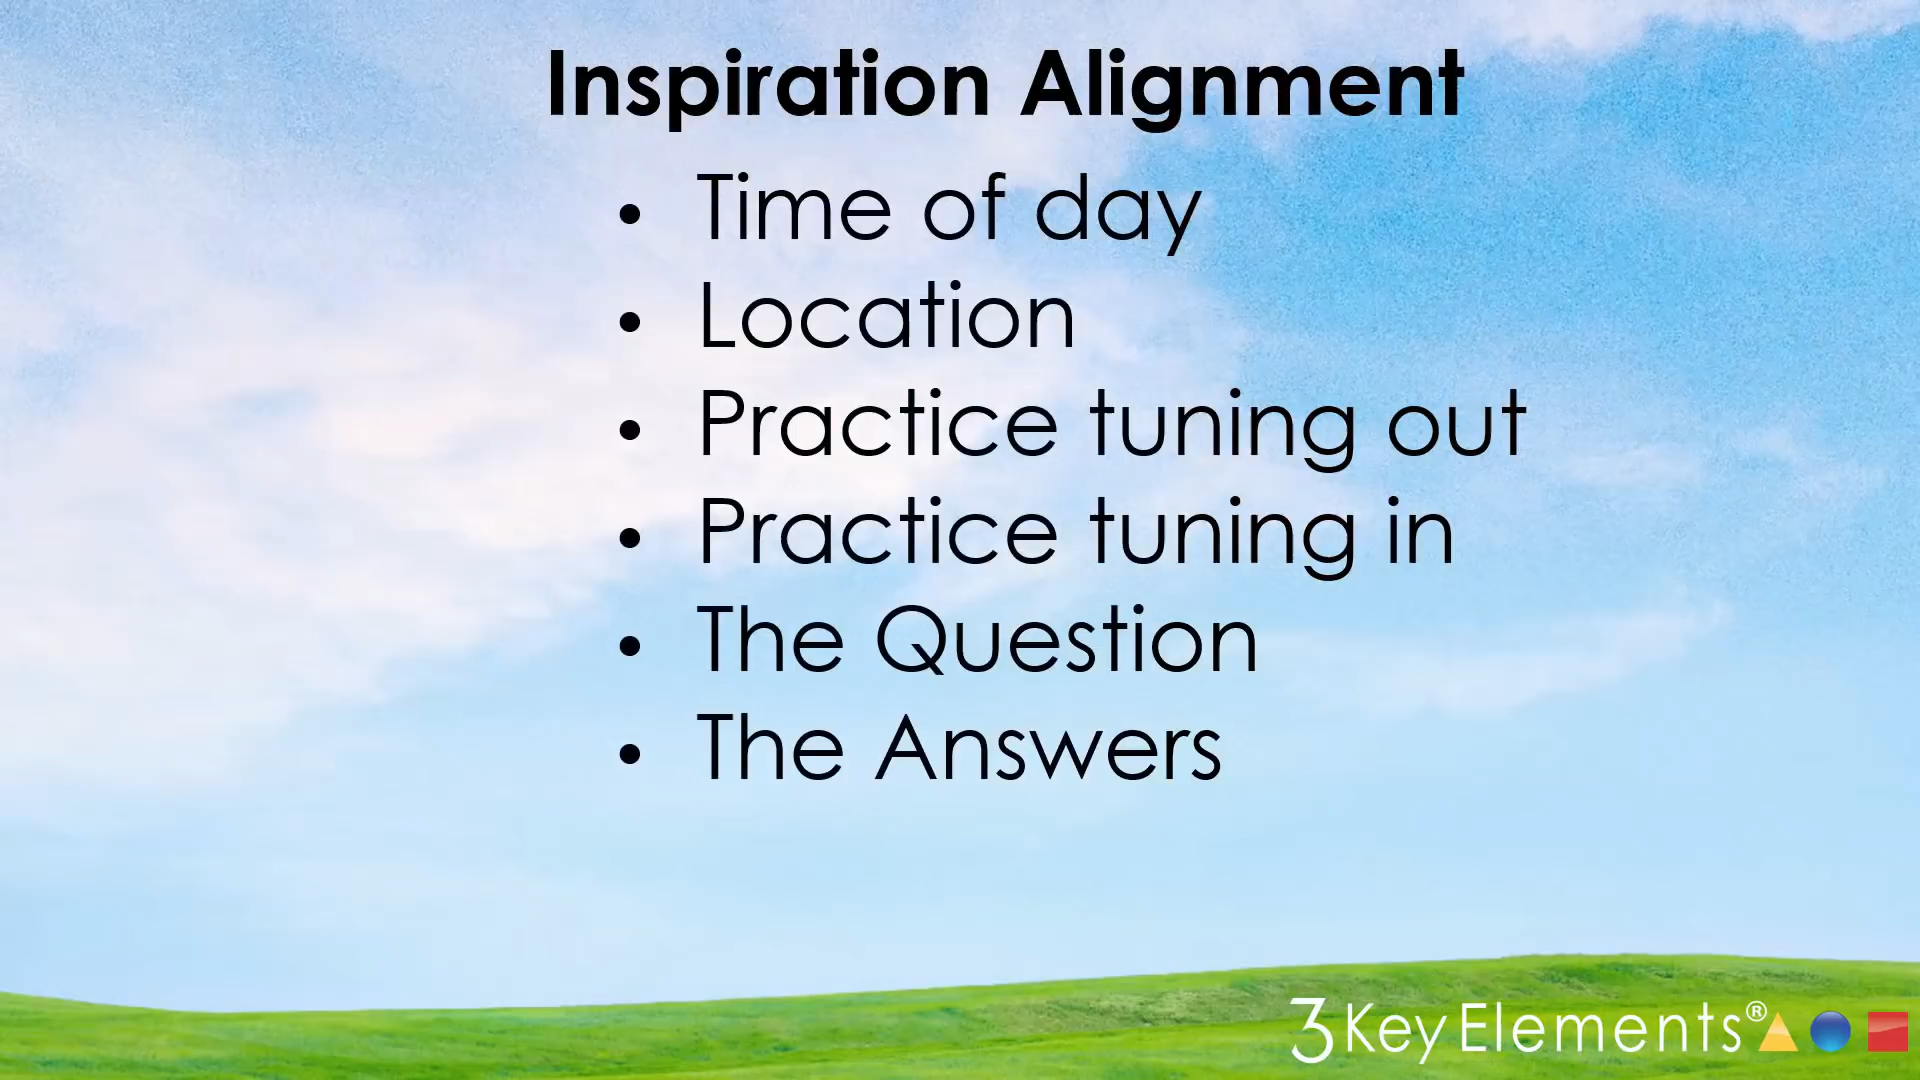 Inspiration Alignment
• Time of day
• Location
• Practice tuning out
• Practice tuning in
• The Question
• The Answers
3 Key Elements®